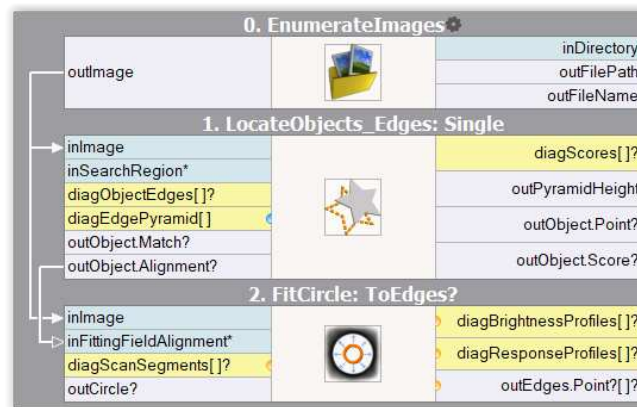 0. EnumerateImages
inDirectory
outImage
outFilePath
outFileName
1. LocateObjects_Edges: Single
inImage
diagScores[]?
inSearchRegion*
diagObjectEdges[]?
outPyramidHeight
diagEdgePyramid[]
outObject.Point?
outObject.Match?
outObject.Alignment?
outObject.Score?
2. FitCircle: ToEdges?
inImage
diagBrightnessProfiles[]?
inFittingFieldAlignment*
diagResponseProfiles[]?
diagScanSegments[]?
outCircle?
outEdges.Point?[]?